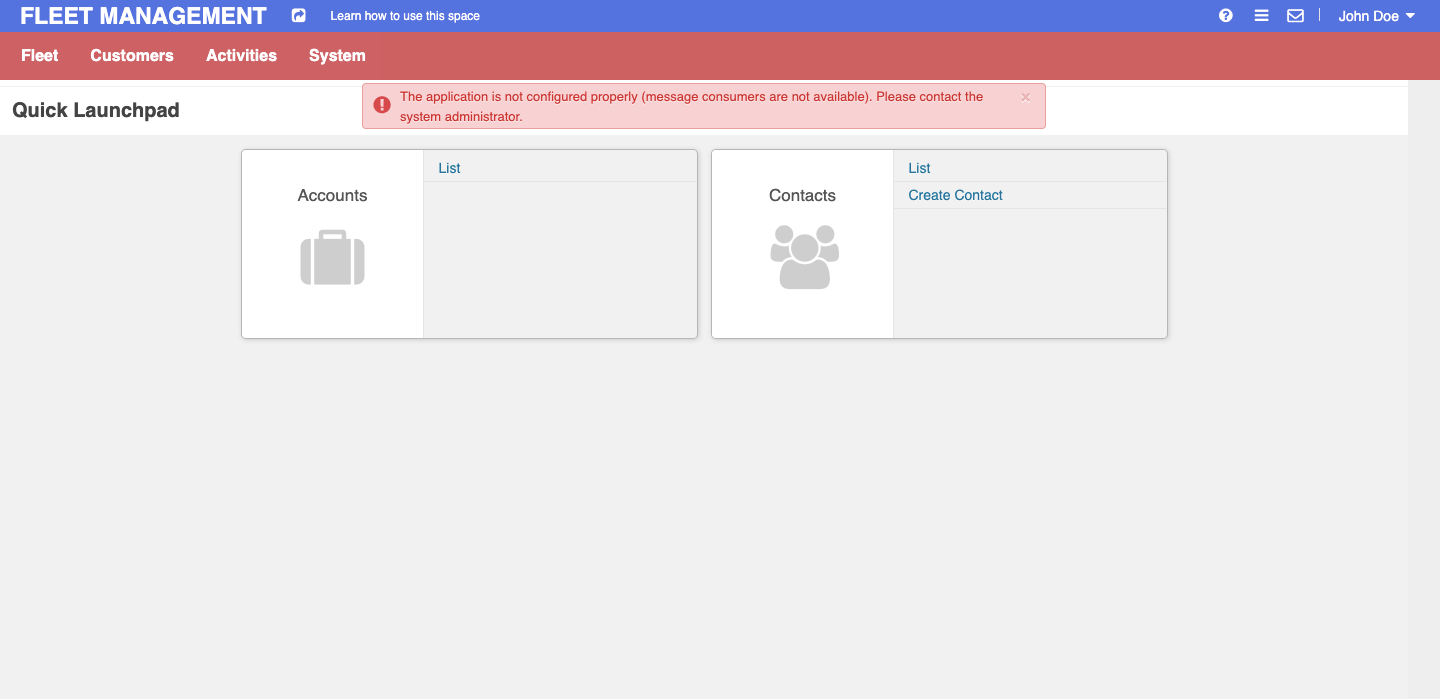 FLEET MANAGEMENT
Learn how to use this space
John Doe
Fleet
Customers
Activities
System
Quick Launchpad
The application is not configured properly (message consumers are not available). Please contact the
system administrator.
×
Accounts
List
Contacts
List
Create Contact